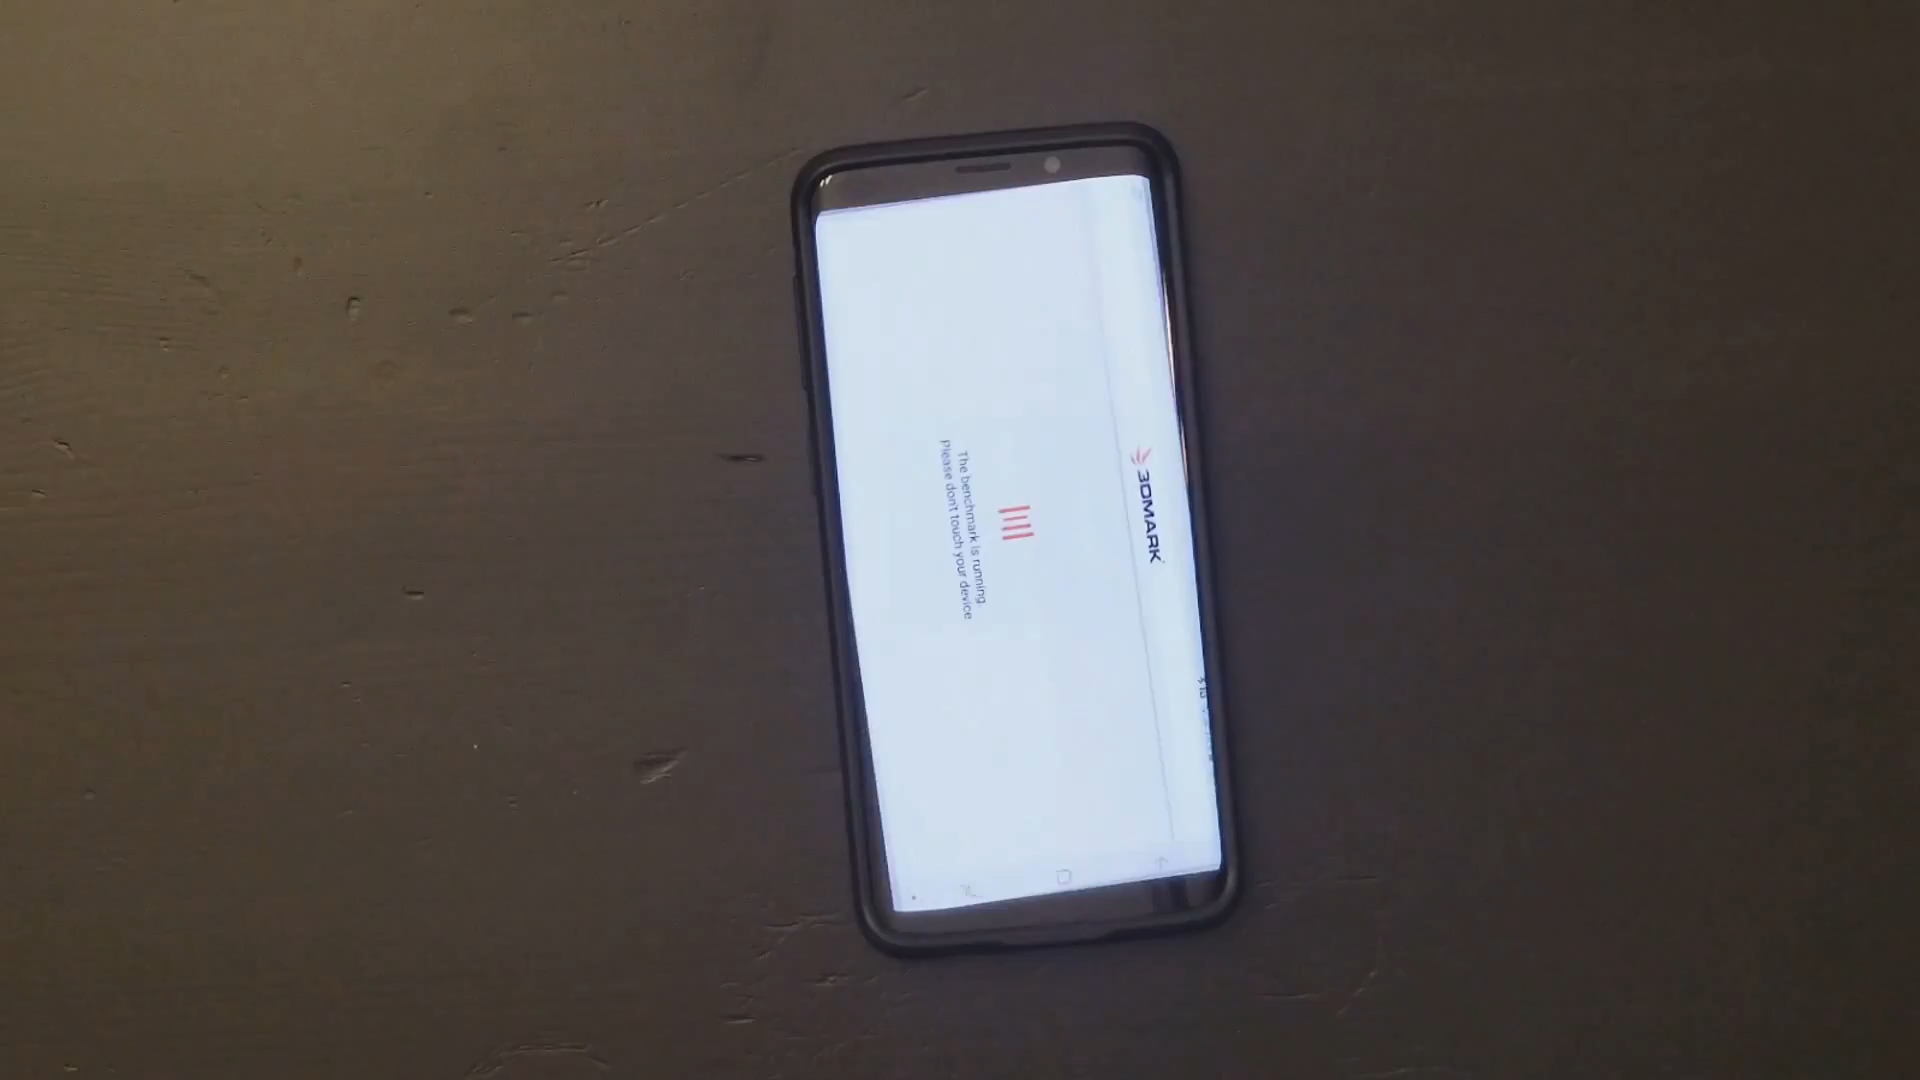 3DMARK
The benchmark is running.
Please don't touch your device